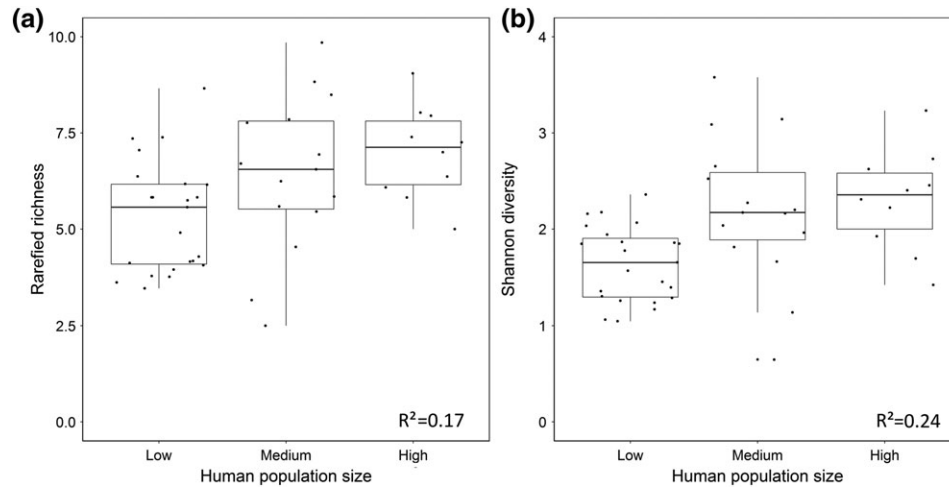 (a)
10.0
7.5
5.0
2.5
0.0
Rarefied richness
Low
Medium
High
Human population size
R²=0.17
(b)
4
3
2
1
0
Shannon diversity
Low
Medium
High
Human population size
R²=0.24